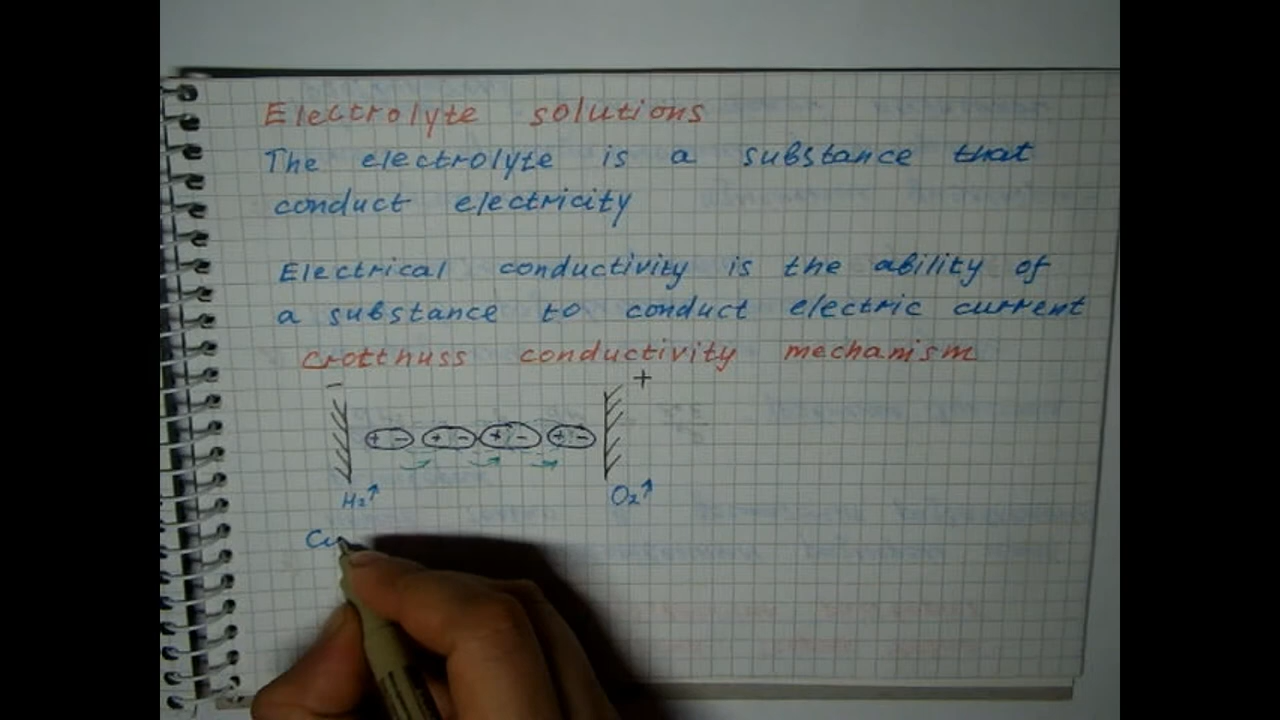 Electrolyte solutions
The electrolyte is a substance that
conduct electricity
Electrical conductivity is the ability of
a substance to conduct electric current
Crotthuss conductivity mechanism
- +
+ - + - + - + -
H₂↑ O₂↑
Cu